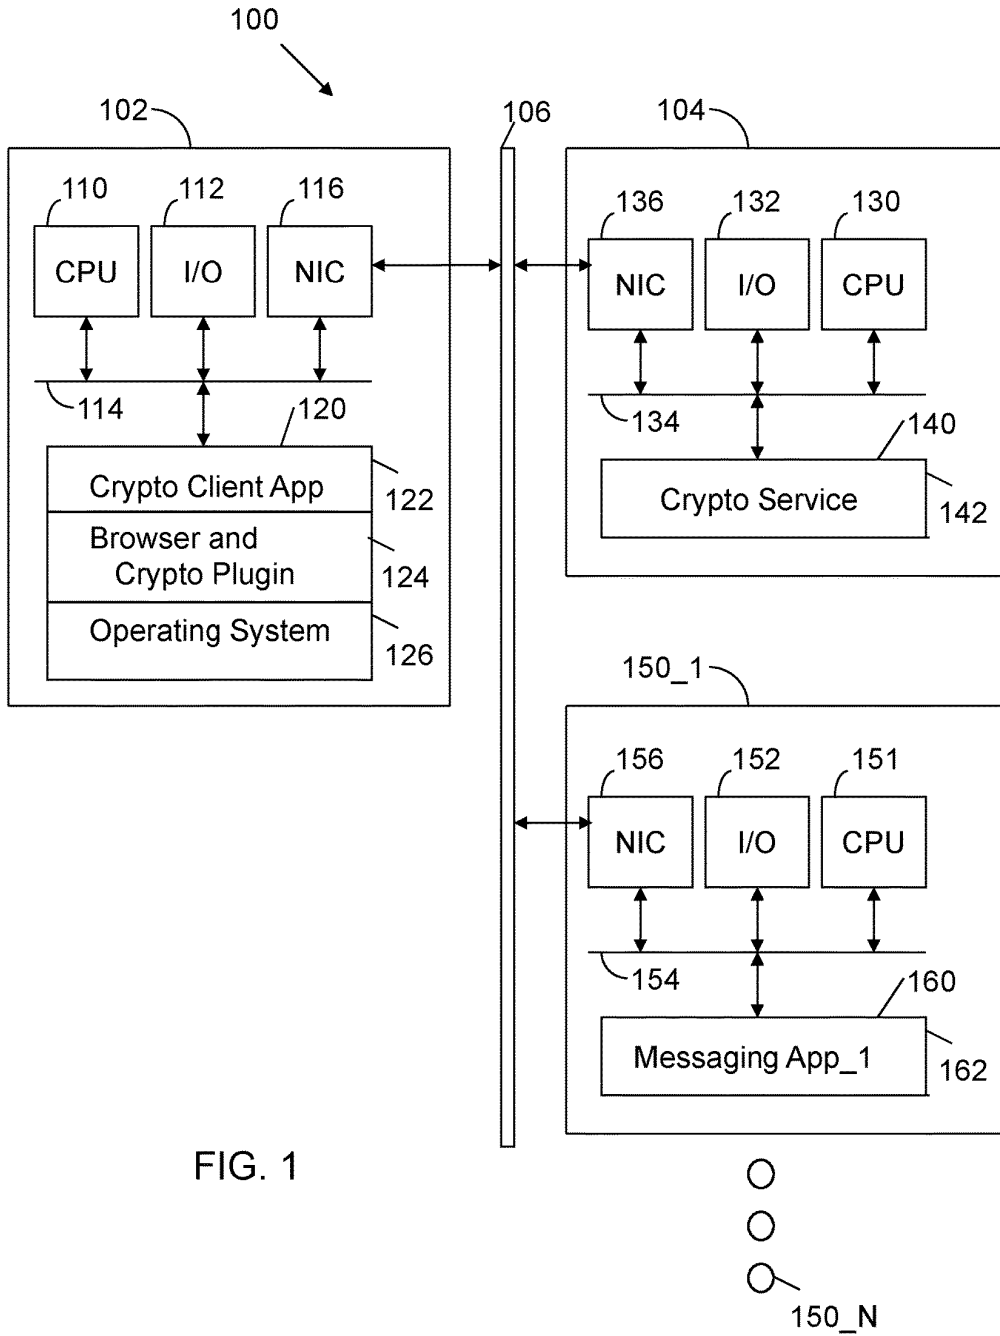 100
102
110
112
116
CPU
I/O
NIC
114
120
Crypto Client App
122
Browser and
Crypto Plugin
124
Operating System
126
106
104
136
132
130
NIC
I/O
CPU
134
140
Crypto Service
142
150_1
156
152
151
NIC
I/O
CPU
154
160
Messaging App_1
162
150_N
FIG. 1